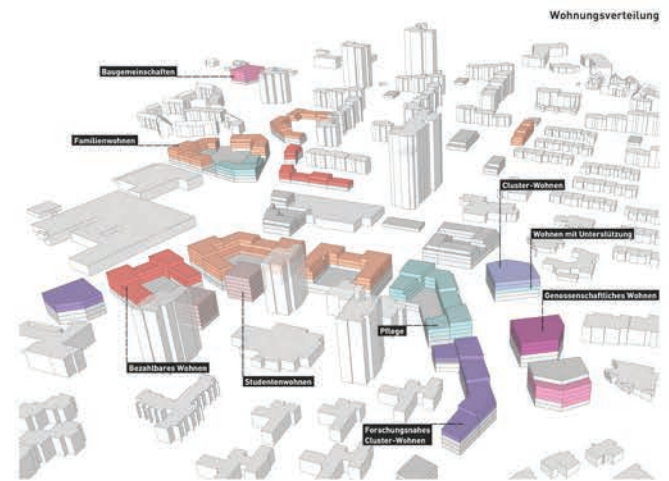 Wohnungsverteilung
Baugemeinschaften
Familienwohnen
Cluster-Wohnen
Wohnen mit Unterstützung
Genossenschaftliches Wohnen
Pflege
Bezahlbares Wohnen
Studentenwohnen
Forschungsnahes
Cluster-Wohnen